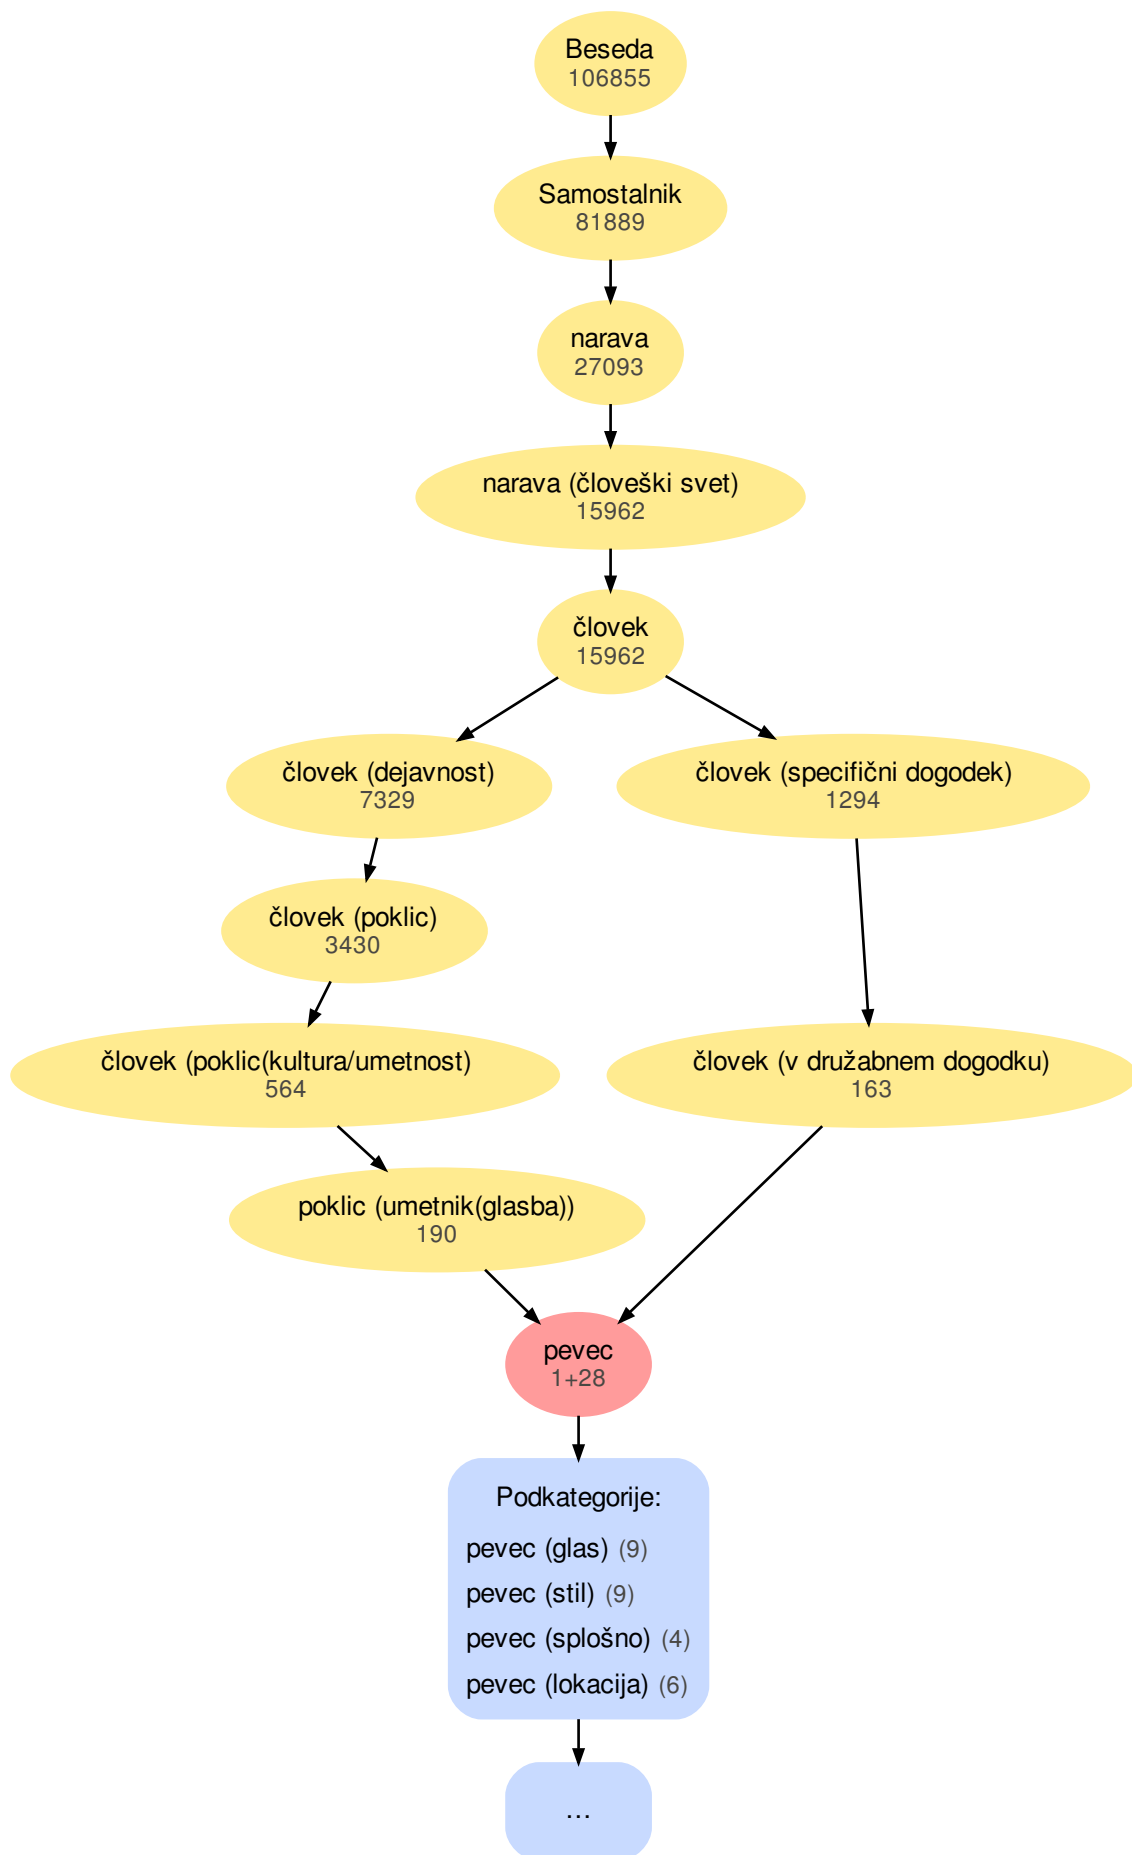 Beseda
106855
Samostalnik
81889
narava
27093
narava (človeški svet)
15962
človek
15962
človek (dejavnost)
7329
človek (specifični dogodek)
1294
človek (poklic)
3430
človek (poklic(kultura/umetnost)
564
človek (v družabnem dogodku)
163
poklic (umetnik(glasba))
190
pevec
1+28
Podkategorije:
pevec (glas) (9)
pevec (stil) (9)
pevec (splošno) (4)
pevec (lokacija) (6)
...